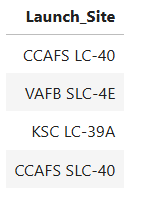 Launch_Site
CCAFS LC-40
VAFB SLC-4E
KSC LC-39A
CCAFS SLC-40